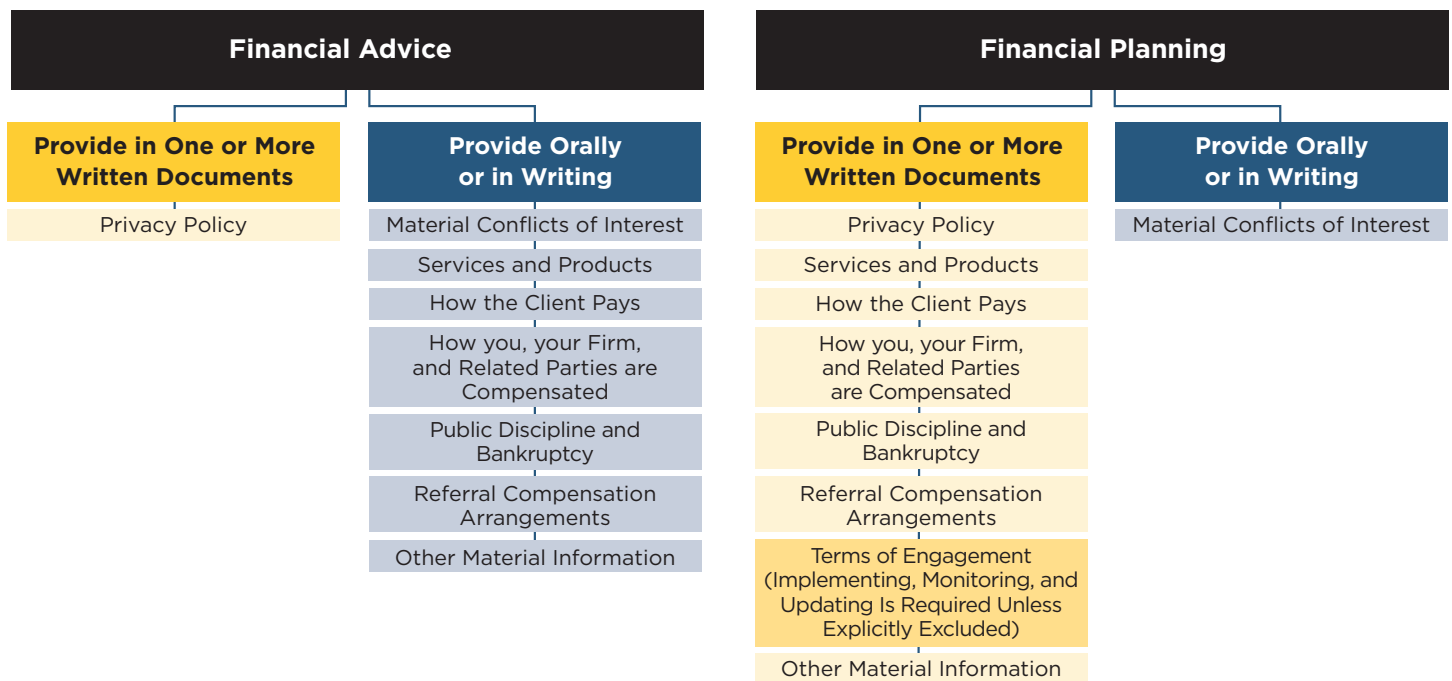 Financial Advice
Provide in One or More
Written Documents
Privacy Policy
Provide Orally
or in Writing
Material Conflicts of Interest
Services and Products
How the Client Pays
How you, your Firm,
and Related Parties are
Compensated
Public Discipline and
Bankruptcy
Referral Compensation
Arrangements
Other Material Information
Financial Planning
Provide in One or More
Written Documents
Privacy Policy
Services and Products
How the Client Pays
How you, your Firm,
and Related Parties
are Compensated
Public Discipline and
Bankruptcy
Referral Compensation
Arrangements
Terms of Engagement
(Implementing, Monitoring, and
Updating Is Required Unless
Explicitly Excluded)
Other Material Information
Provide Orally
or in Writing
Material Conflicts of Interest